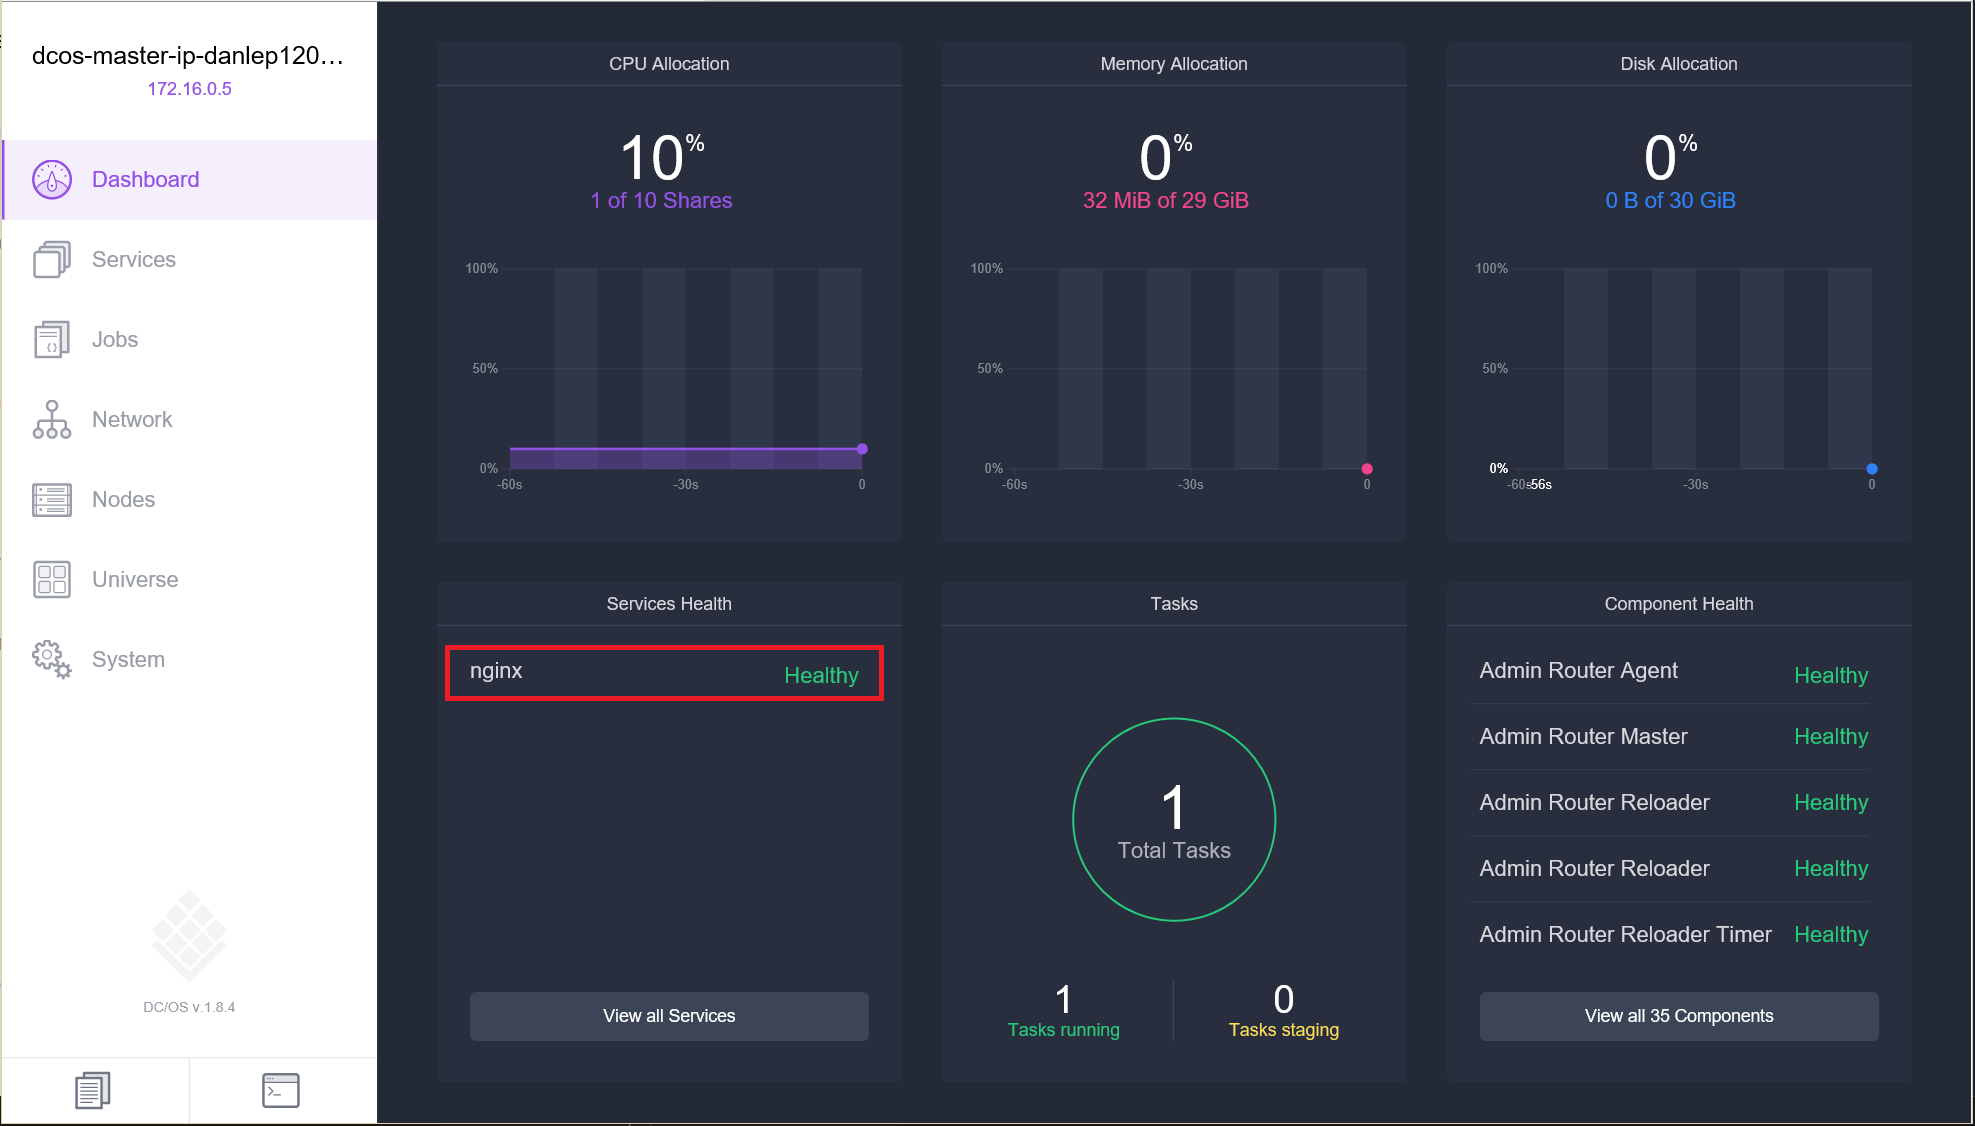 dcos-master-ip-danlep120...
172.16.0.5
Dashboard
Services
Jobs
Network
Nodes
Universe
System
DC/OS v.1.8.4
CPU Allocation
10%
1 of 10 Shares
100%
50%
0%
-60s -30s 0
Memory Allocation
0%
32 MiB of 29 GiB
100%
50%
0%
-60s -30s 0
Disk Allocation
0%
0 B of 30 GiB
100%
50%
0%
-60s -56s -30s 0
Services Health
nginx Healthy
View all Services
Tasks
1
Total Tasks
1
Tasks running
0
Tasks staging
Component Health
Admin Router Agent Healthy
Admin Router Master Healthy
Admin Router Reloader Healthy
Admin Router Reloader Healthy
Admin Router Reloader Timer Healthy
View all 35 Components